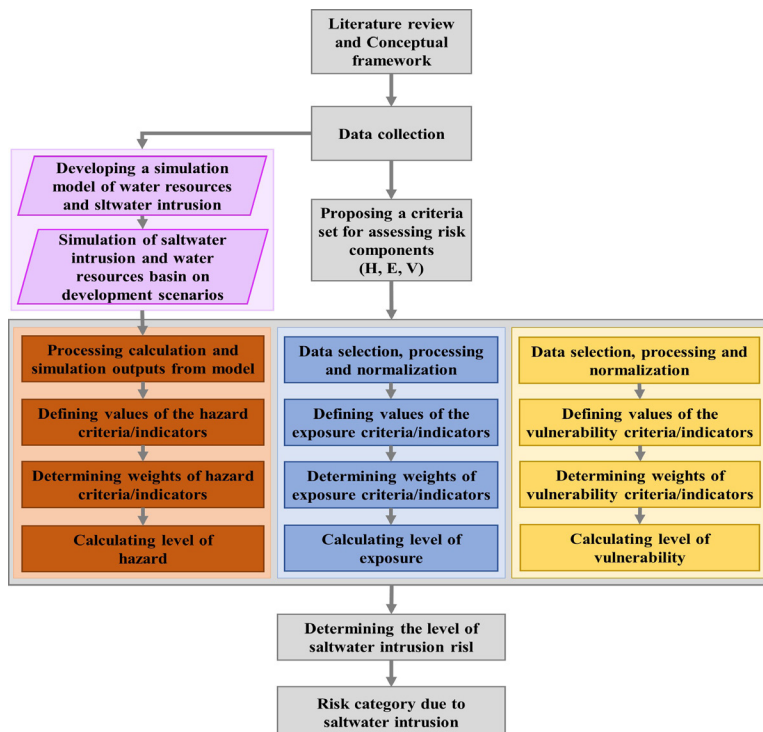 Literature review
and Conceptual
framework
Data collection
Developing a simulation
model of water resources
and sltwater intrusion
Simulation of saltwater
intrusion and water
resources basin on
development scenarios
Proposing a criteria
set for assessing risk
components
(H, E, V)
Processing calculation and
simulation outputs from model
Defining values of the hazard
criteria/indicators
Determining weights of hazard
criteria/indicators
Calculating level of
hazard
Data selection, processing
and normalization
Defining values of the
exposure criteria/indicators
Determining weights
of exposure criteria/indicators
Calculating level of
exposure
Data selection, processing and
normalization
Defining values of the
vulnerability criteria/indicators
Determining weights of
vulnerability criteria/indicators
Calculating level of
vulnerability
Determining the level of
saltwater intrusion risl
Risk category due to
saltwater intrusion